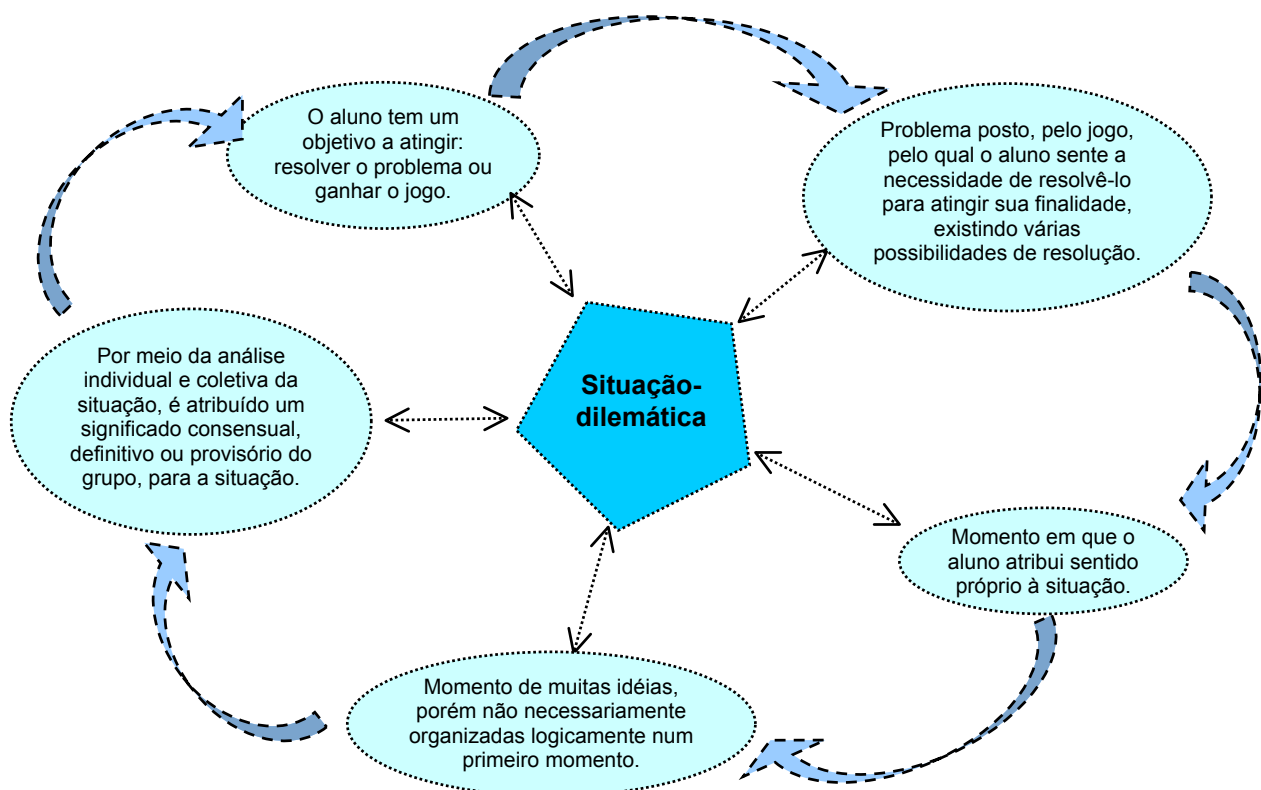 O aluno tem um
objetivo a atingir:
resolver o problema ou
ganhar o jogo.
Problema posto, pelo jogo,
pelo qual o aluno sente a
necessidade de resolvê-lo
para atingir sua finalidade,
existindo várias
possibilidades de resolução.
Por meio da análise
individual e coletiva da
situação, é atribuído um
significado consensual,
definitivo ou provisório do
grupo, para a situação.
Situação-
dilemática
Momento em que o
aluno atribui sentido
próprio à situação.
Momento de muitas idéias,
porém não necessariamente
organizadas logicamente num
primeiro momento.